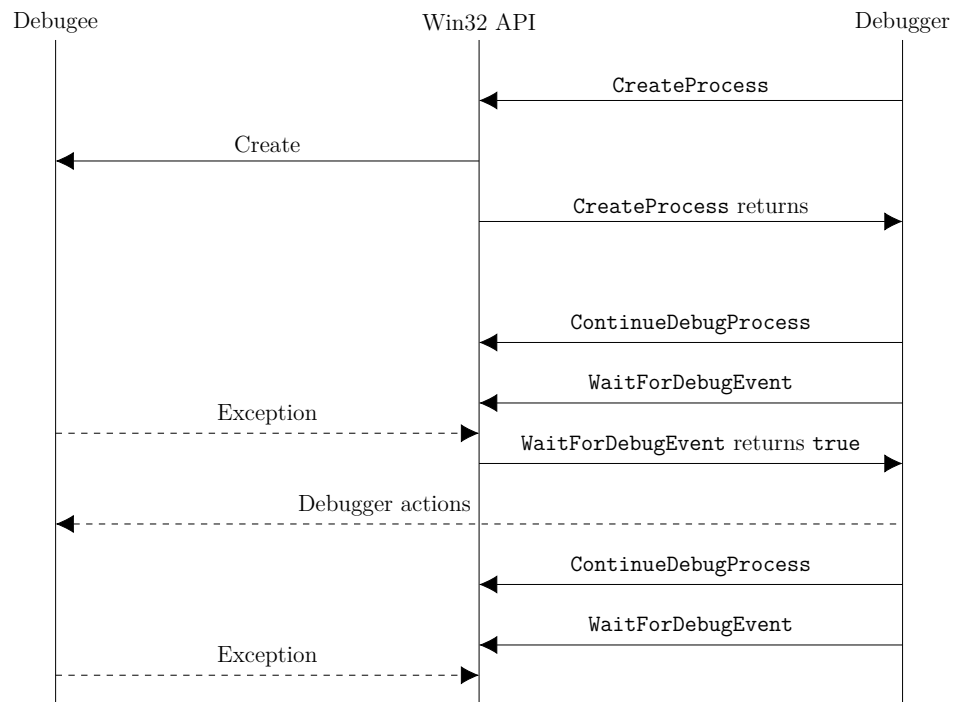 Debugee
Win32 API
Debugger
CreateProcess
Create
CreateProcess returns
ContinueDebugProcess
WaitForDebugEvent
Exception
WaitForDebugEvent returns true
Debugger actions
ContinueDebugProcess
WaitForDebugEvent
Exception